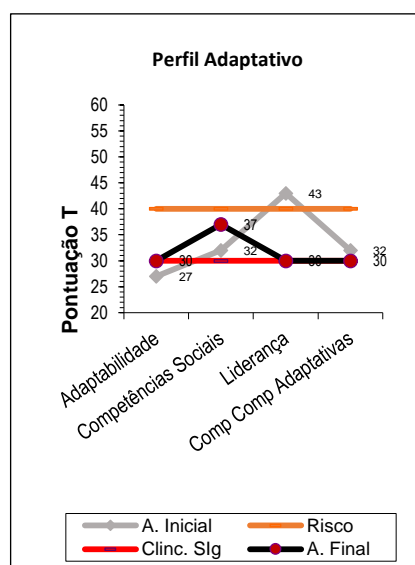 Perfil Adaptativo
Pontuação T
60
55
50
45
40
35
30
25
20
43
37
32
32
30
30
30
27
Adaptabilidade
Competências Sociais
Liderança
Comp Comp Adaptativas
A. Inicial
Risco
Clinc. SIg
A. Final